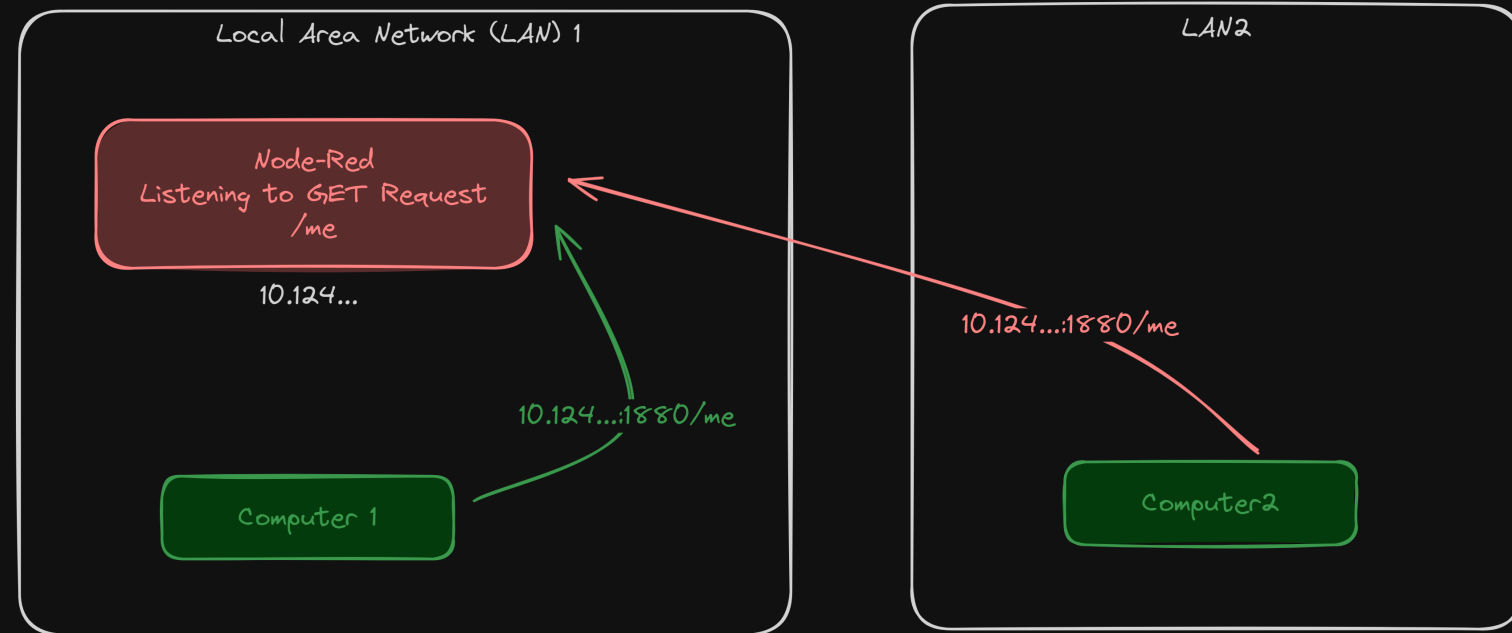 Local Area Network (LAN) 1
Node-Red
Listening to GET Request
/me
10.124...
10.124...:1880/me
Computer 1
LAN2
10.124...:1880/me
Computer2